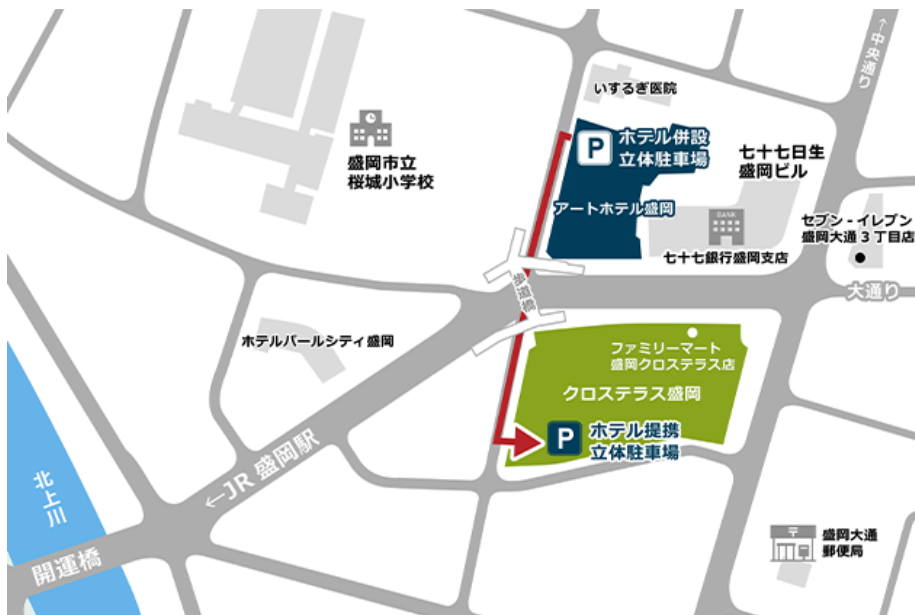 ←中央通り
いするぎ医院
ホテル併設
立体駐車場
P
盛岡市立
桜城小学校
七十七日生
盛岡ビル
アートホテル盛岡
BANK
セブン-イレブン
盛岡大通3丁目店
七十七銀行盛岡支店
歩道橋
大通り
ホテルパールシティ盛岡
ファミリーマート
盛岡クロステラス店
クロステラス盛岡
P
ホテル提携
立体駐車場
←JR盛岡駅
北上川
開運橋
〒
盛岡大通
郵便局